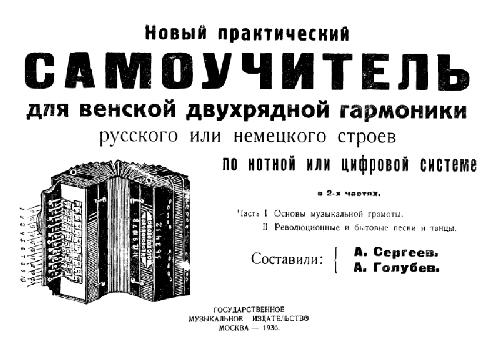 Новый практический
САМОУЧИТЕЛЬ
для венской двухрядной гармоники
русского или немецкого строев
по нотной или цифровой системе
в 2-х частях.
Часть I Основы музыкальной грамоты.
II Революционные и бытовые песни и танцы.
Составили: А. Сергеев.
А. Голубев.
ГОСУДАРСТВЕННОЕ
МУЗЫКАЛЬНОЕ ИЗДАТЕЛЬСТВО
МОСКВА — 1936.